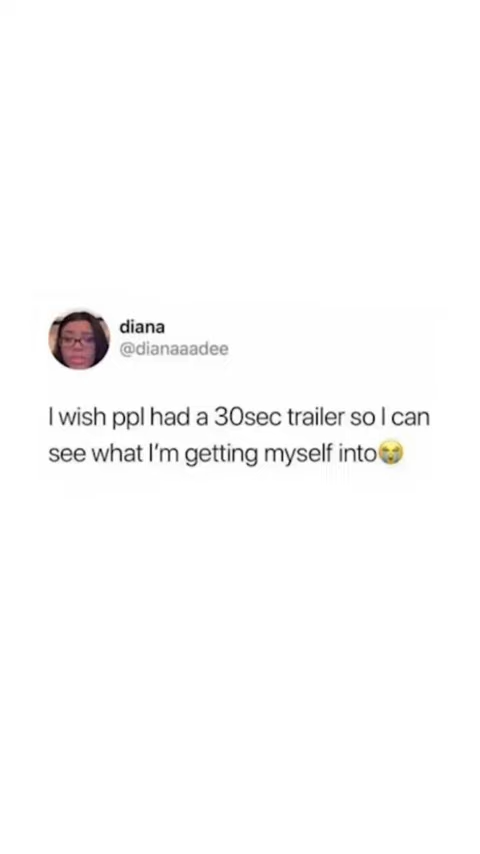 diana
@dianaaadee
I wish ppl had a 30sec trailer so I can
see what I'm getting myself into😭